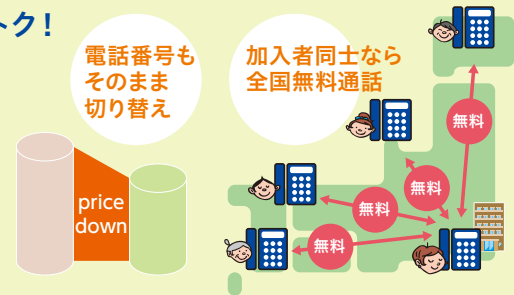 トク!
電話番号も
そのまま
切り替え
加入者同士なら
全国無料通話
price
down
無料
無料
無料
無料